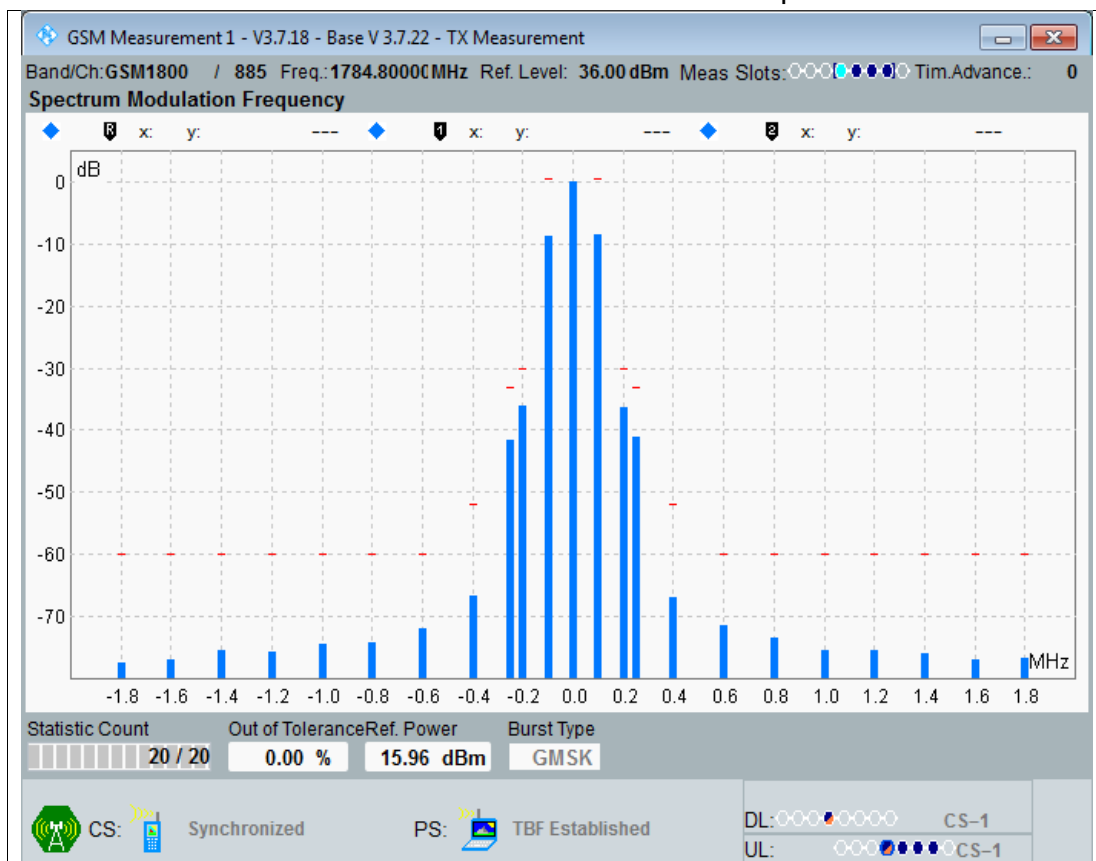 GSM Measurement 1 - V3.7.18 - Base V 3.7.22 - TX Measurement
Band/Ch:GSM1800 / 885 Freq.:1784.80000MHz Ref. Level: 36.00 dBm Meas Slots: Tim.Advance.: 0
Spectrum Modulation Frequency
R x: y: --- 1 x: y: --- 2 x: y: ---
dB
0
-10
-20
-30
-40
-50
-60
-70
MHz
-1.8 -1.6 -1.4 -1.2 -1.0 -0.8 -0.6 -0.4 -0.2 0.0 0.2 0.4 0.6 0.8 1.0 1.2 1.4 1.6 1.8
Statistic Count Out of Tolerance Ref. Power Burst Type
20 / 20 0.00 % 15.96 dBm GMSK
CS: Synchronized PS: TBF Established
DL: CS-1
UL: CS-1